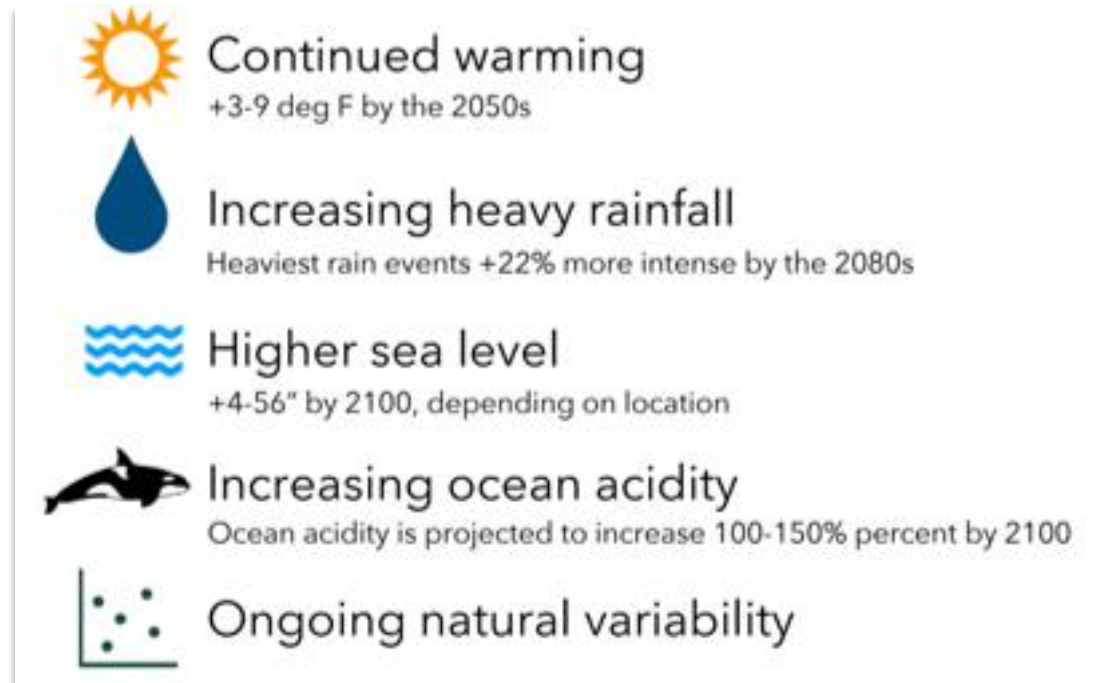 Continued warming
+3-9 deg F by the 2050s
Increasing heavy rainfall
Heaviest rain events +22% more intense by the 2080s
Higher sea level
+4-56" by 2100, depending on location
Increasing ocean acidity
Ocean acidity is projected to increase 100-150% percent by 2100
Ongoing natural variability